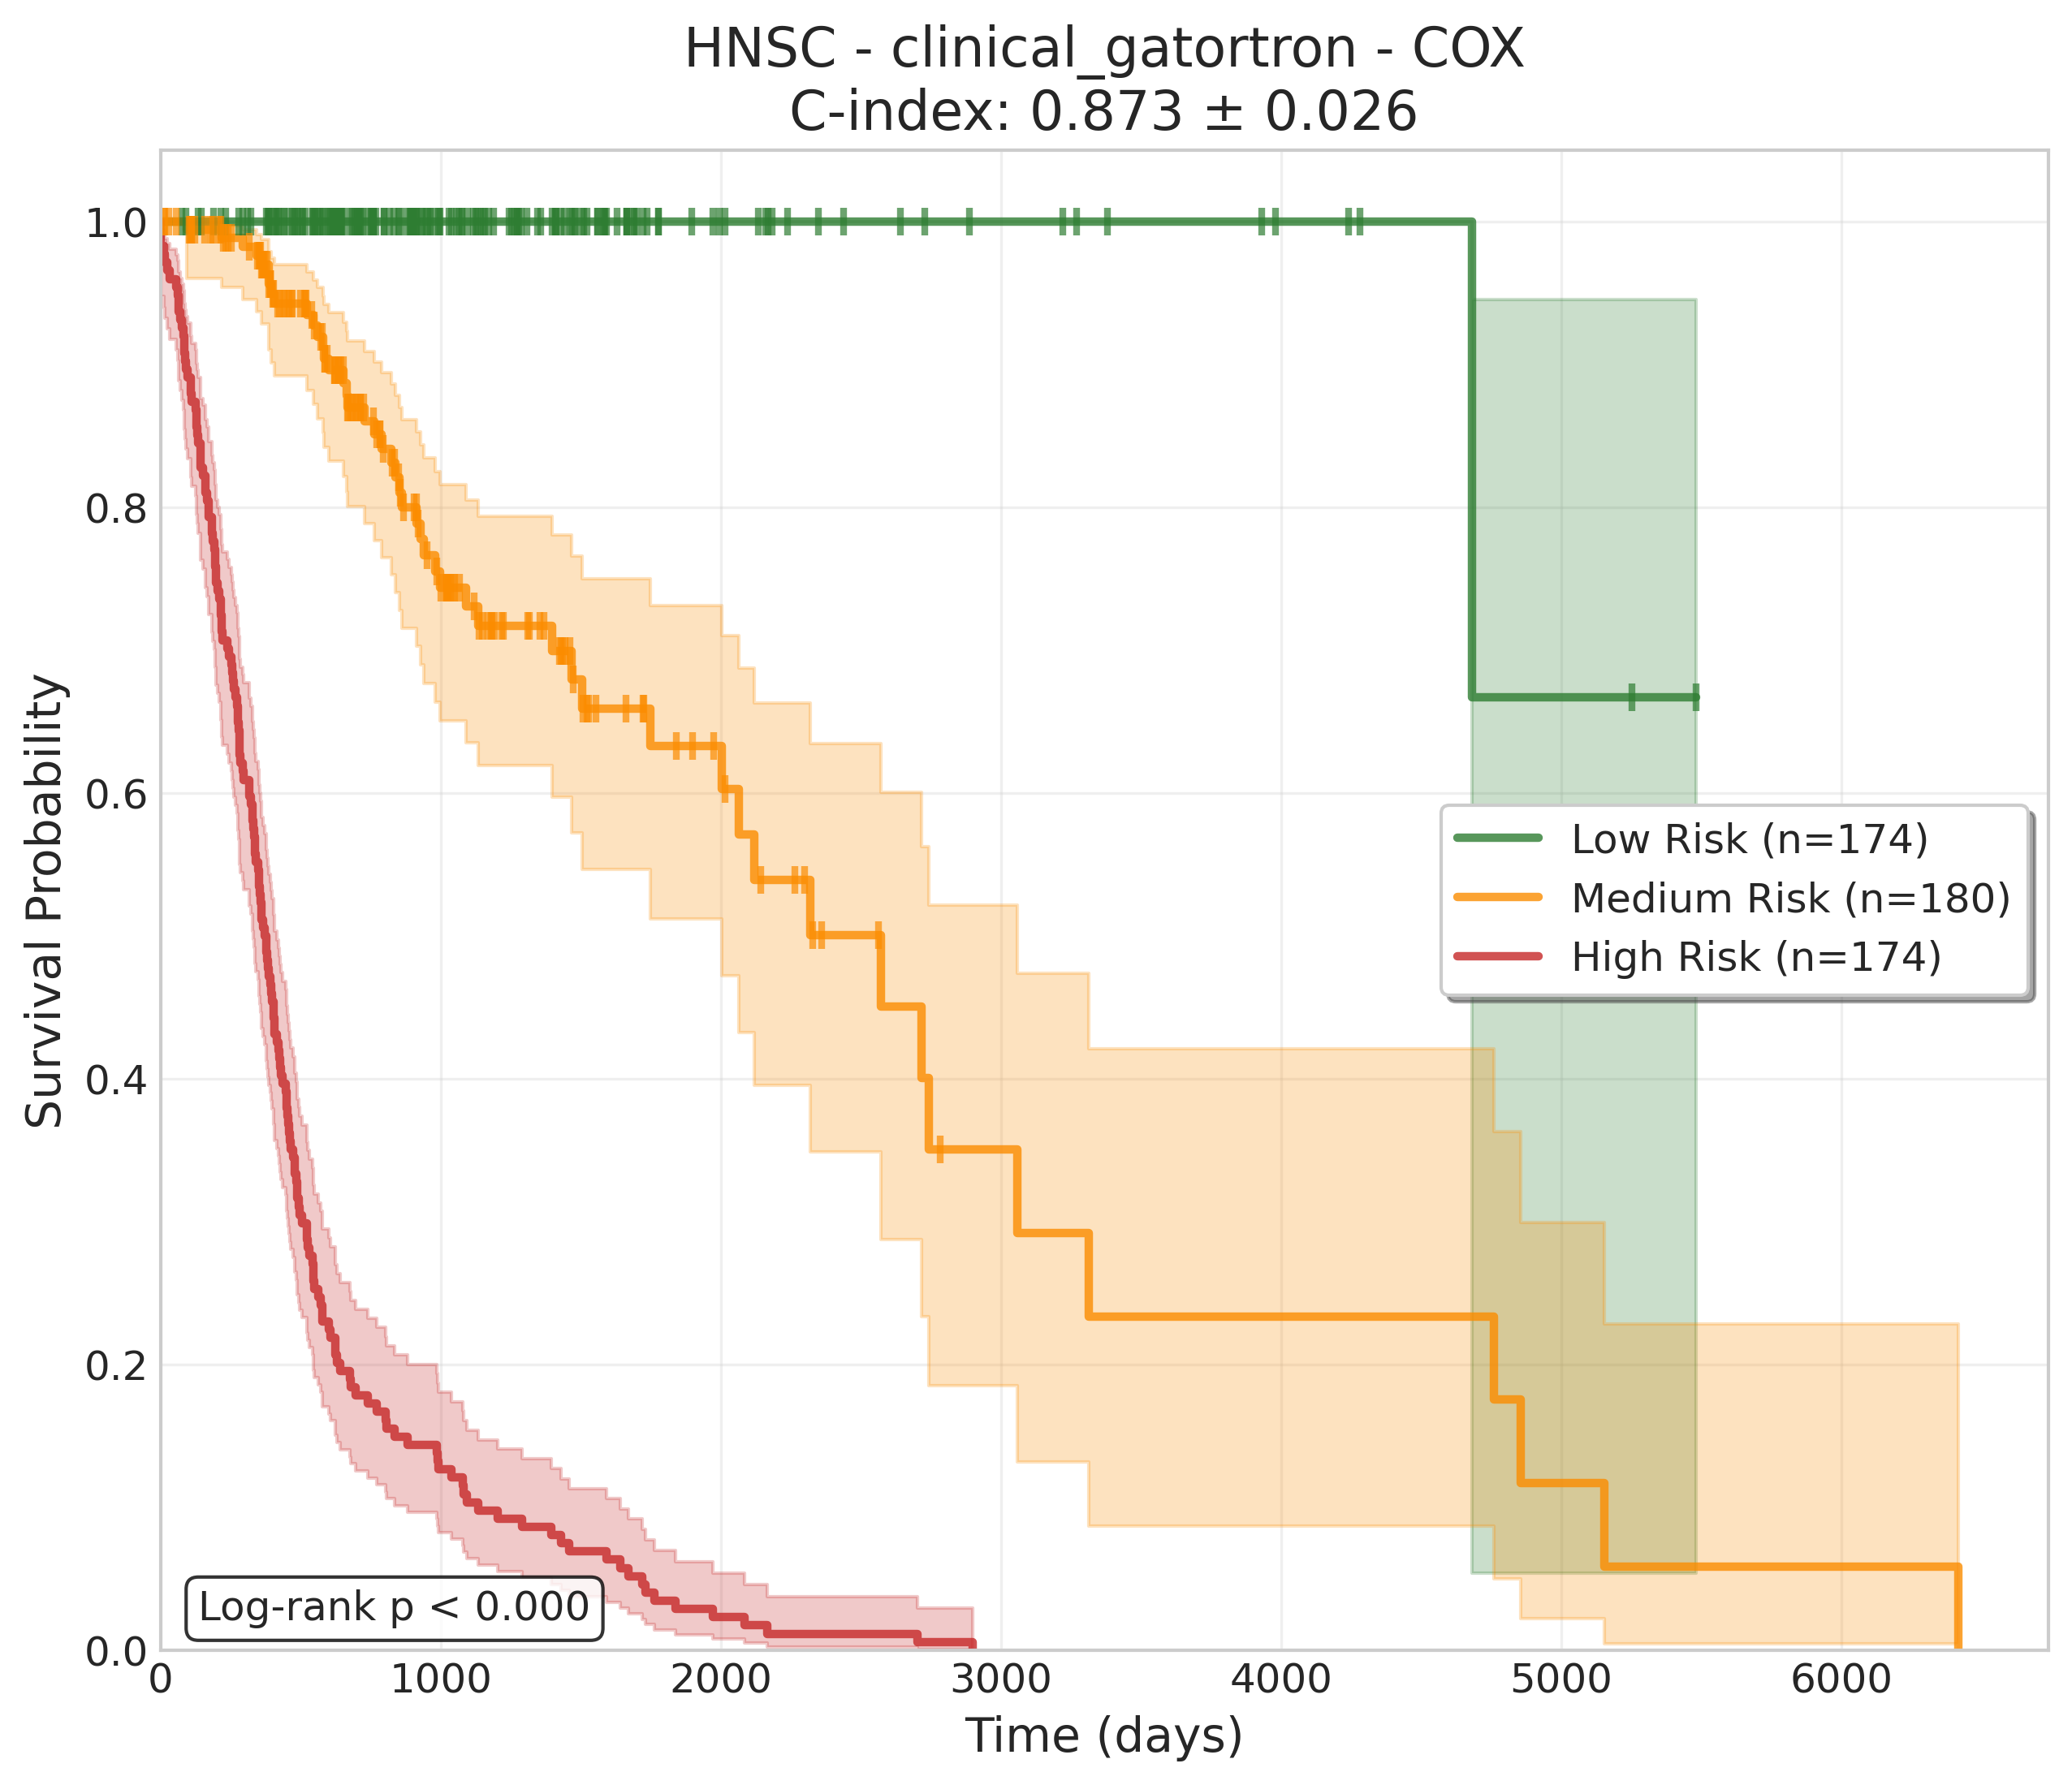 HNSC - clinical_gatortron - COX
C-index: 0.873 ± 0.026
Survival Probability
1.0
0.8
0.6
0.4
0.2
0.0
Low Risk (n=174)
Medium Risk (n=180)
High Risk (n=174)
Log-rank p < 0.000
0 1000 2000 3000 4000 5000 6000
Time (days)